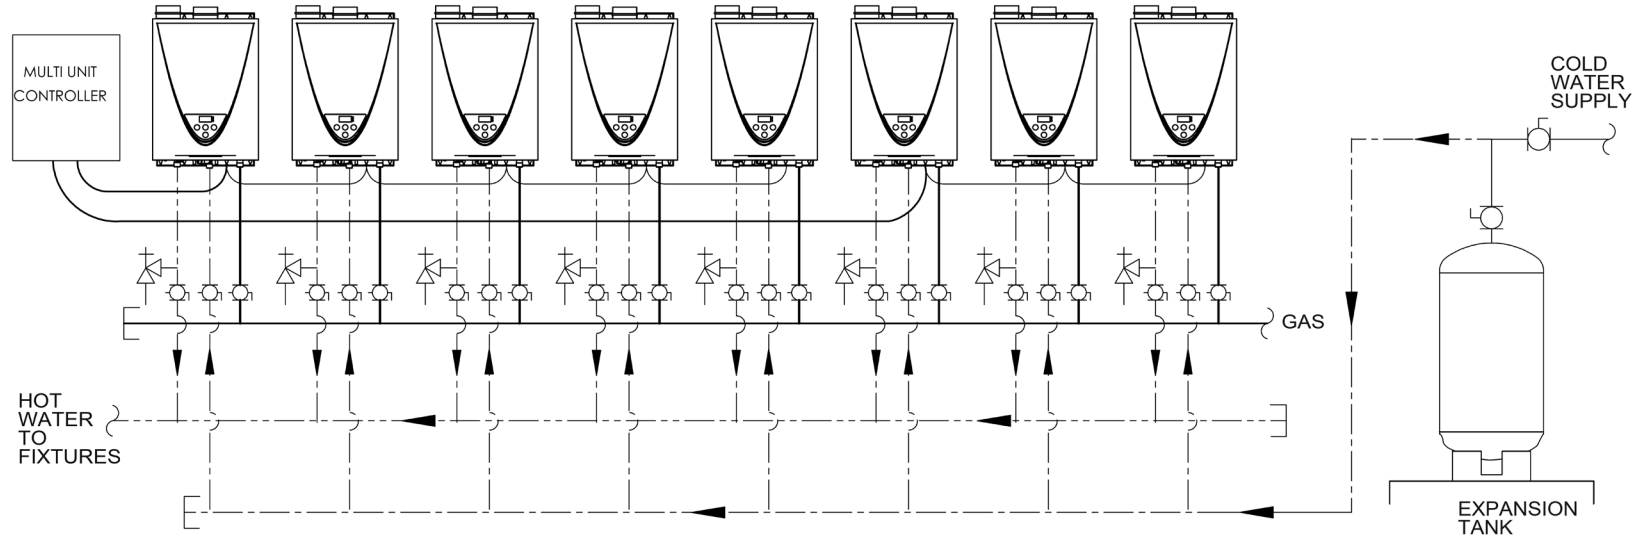 MULTI UNIT
CONTROLLER
COLD
WATER
SUPPLY
GAS
HOT
WATER
TO
FIXTURES
EXPANSION
TANK